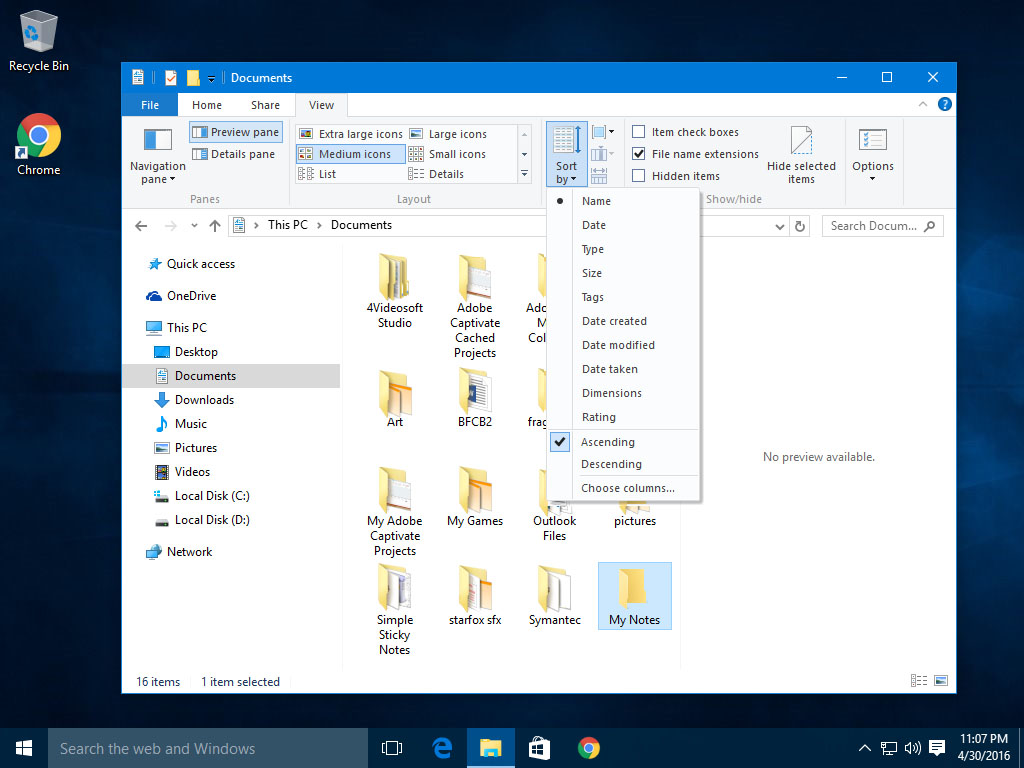 Recycle Bin
Chrome
Documents
File Home Share View
Navigation pane
Preview pane
Details pane
Panes
Extra large icons Large icons
Medium icons Small icons
List Details
Layout
Sort by
Item check boxes
File name extensions
Hidden items
Hide selected items
Show/hide
Options
This PC Documents
Search Docum...
Name
Date
Type
Size
Tags
Date created
Date modified
Date taken
Dimensions
Rating
Ascending
Descending
Choose columns...
Quick access
OneDrive
This PC
Desktop
Documents
Downloads
Music
Pictures
Videos
Local Disk (C:)
Local Disk (D:)
Network
4Videosoft Studio
Adobe Captivate Cached Projects
Art
BFCB2
My Adobe Captivate Projects
My Games
Outlook Files
pictures
Simple Sticky Notes
starfox sfx
Symantec
My Notes
No preview available.
16 items 1 item selected
Search the web and Windows
11:07 PM
4/30/2016